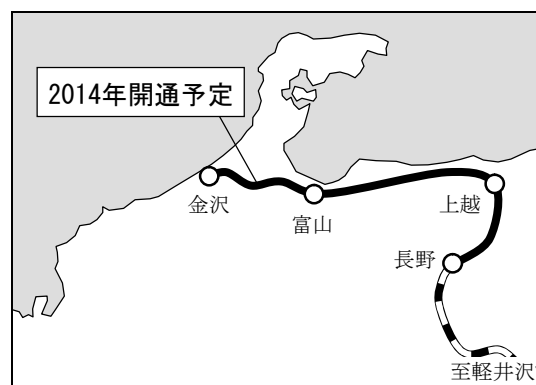 2014年開通予定
金沢
富山
上越
長野
至軽井沢